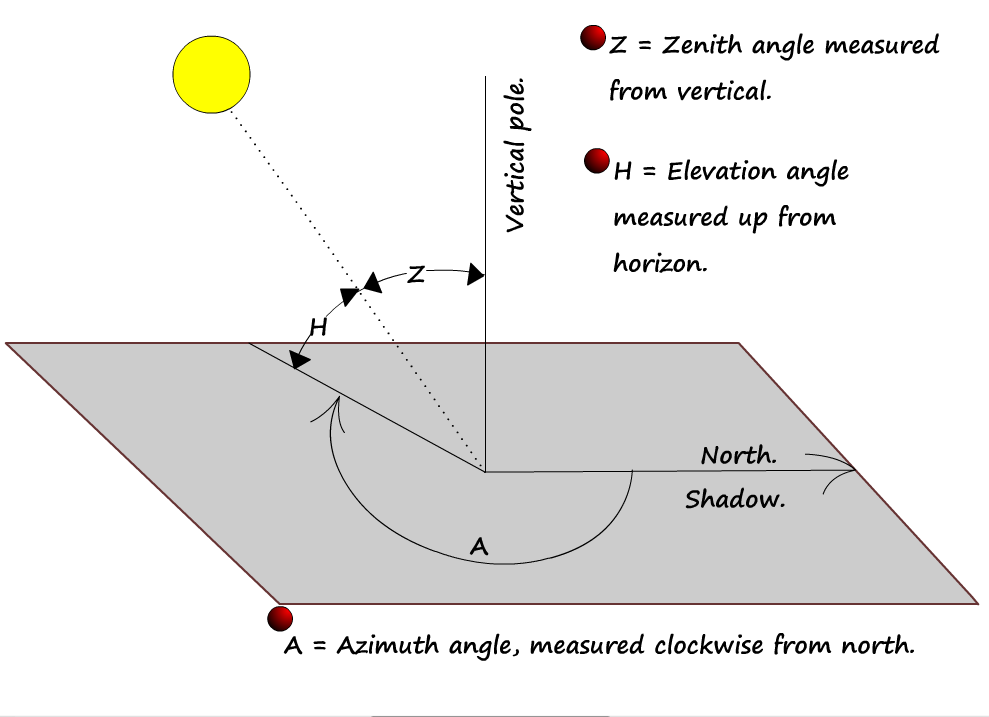 Z = Zenith angle measured
from vertical.
Vertical pole.
H = Elevation angle
measured up from
horizon.
Z
H
North.
Shadow.
A
A = Azimuth angle, measured clockwise from north.